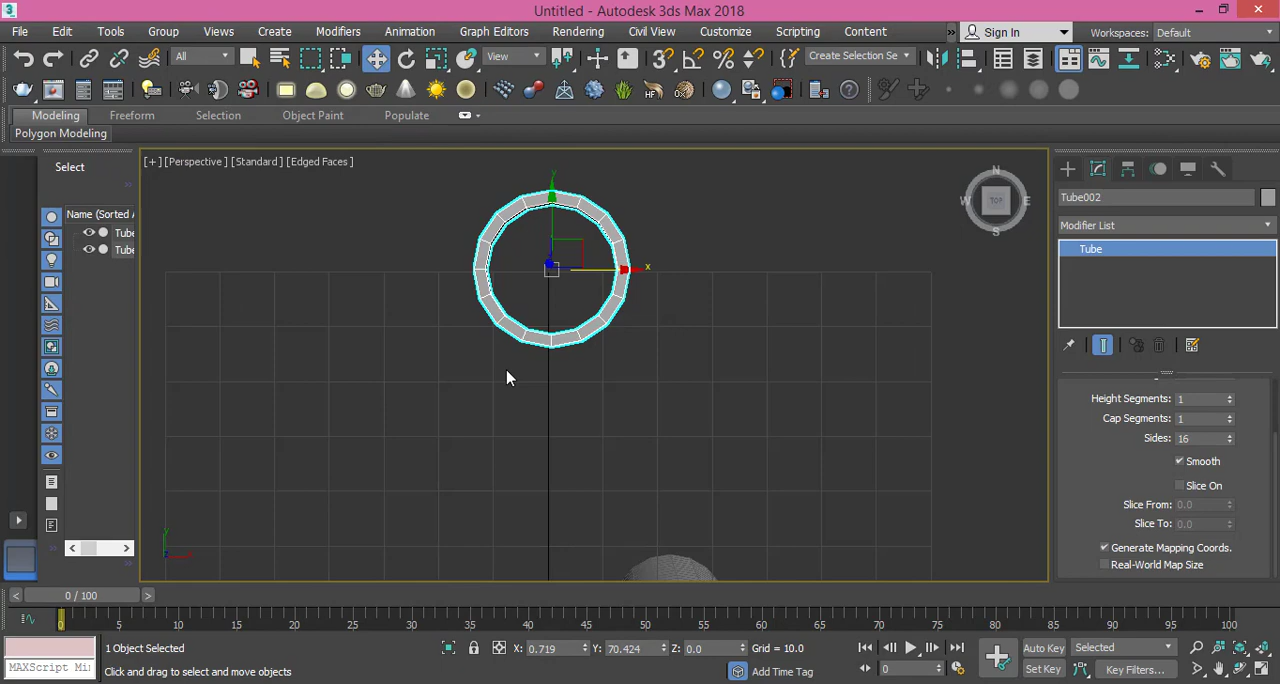 3 Untitled - Autodesk 3ds Max 2018
File Edit Tools Group Views Create Modifiers Animation Graph Editors Rendering Civil View Customize Scripting Content » Sign In Workspaces: Default
All View Create Selection Se
HF
Modeling Freeform Selection Object Paint Populate
Polygon Modeling
Select
[+] [Perspective] [Standard] [Edged Faces]
Name (Sorted A
Tube
Tube
y
x
N
W TOP E
S
Tube002
Modifier List
Tube
Height Segments: 1
Cap Segments: 1
Sides: 16
Smooth
Slice On
Slice From: 0.0
Slice To: 0.0
Generate Mapping Coords.
Real-World Map Size
y
< 0 / 100 >
0 5 10 15 20 25 30 35 40 45 50 55 60 65 70 75 80 85 90 95 100
1 Object Selected X: 0.719 Y: 70.424 Z: 0.0 Grid = 10.0 Auto Key Selected
MAXScript Mi Click and drag to select and move objects Add Time Tag 0 Set Key Key Filters...